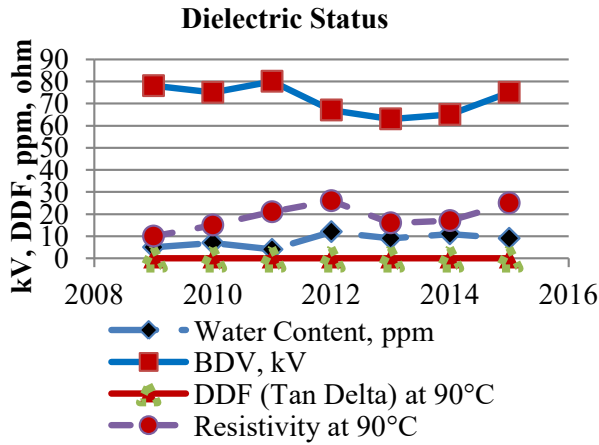 Dielectric Status
kV, DDF, ppm, ohm
90
80
70
60
50
40
30
20
10
0
2008 2010 2012 2014 2016
Water Content, ppm
BDV, kV
DDF (Tan Delta) at 90°C
Resistivity at 90°C